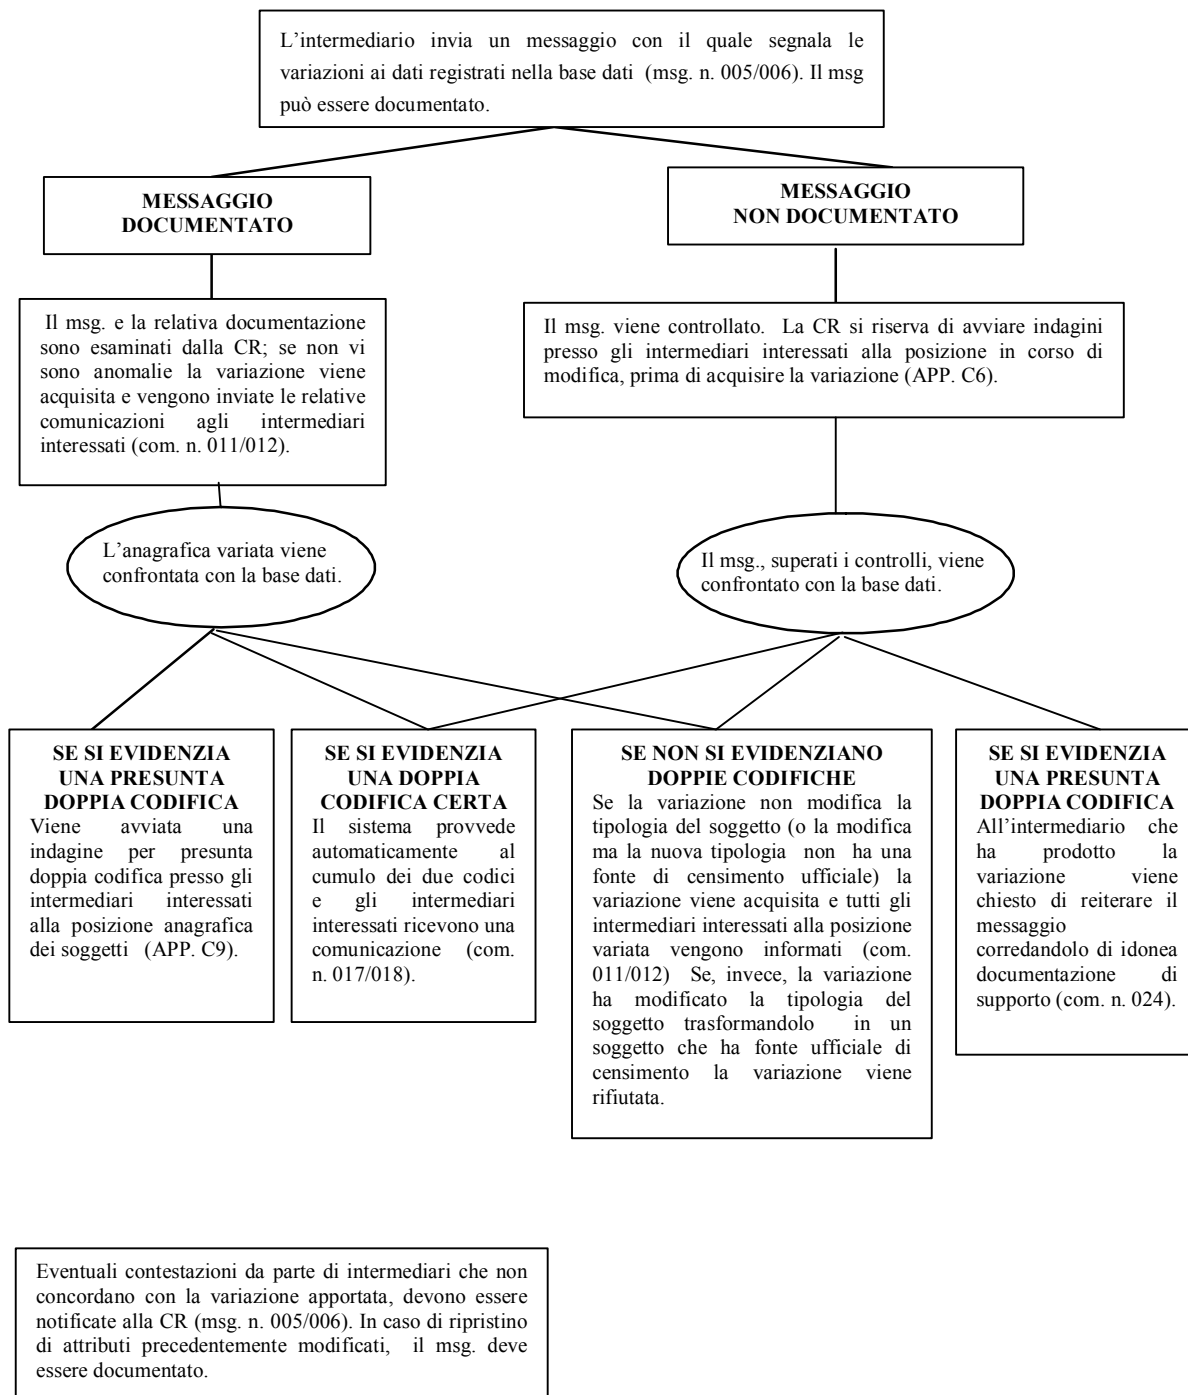 L’intermediario invia un messaggio con il quale segnala le
variazioni ai dati registrati nella base dati (msg. n. 005/006). Il msg
può essere documentato.
MESSAGGIO
DOCUMENTATO
MESSAGGIO
NON DOCUMENTATO
Il msg. e la relativa documentazione
sono esaminati dalla CR; se non vi
sono anomalie la variazione viene
acquisita e vengono inviate le relative
comunicazioni agli intermediari
interessati (com. n. 011/012).
Il msg. viene controllato. La CR si riserva di avviare indagini
presso gli intermediari interessati alla posizione in corso di
modifica, prima di acquisire la variazione (APP. C6).
L’anagrafica variata viene
confrontata con la base dati.
Il msg., superati i controlli, viene
confrontato con la base dati.
SE SI EVIDENZIA
UNA PRESUNTA
DOPPIA CODIFICA
Viene avviata una
indagine per presunta
doppia codifica presso gli
intermediari interessati
alla posizione anagrafica
dei soggetti (APP. C9).
SE SI EVIDENZIA
UNA DOPPIA
CODIFICA CERTA
Il sistema provvede
automaticamente al
cumulo dei due codici
e gli intermediari
interessati ricevono una
comunicazione (com.
n. 017/018).
SE NON SI EVIDENZIANO
DOPPIE CODIFICHE
Se la variazione non modifica la
tipologia del soggetto (o la modifica
ma la nuova tipologia non ha una
fonte di censimento ufficiale) la
variazione viene acquisita e tutti gli
intermediari interessati alla posizione
variata vengono informati (com.
011/012) Se, invece, la variazione
ha modificato la tipologia del
soggetto trasformandolo in un
soggetto che ha fonte ufficiale di
censimento la variazione viene
rifiutata.
SE SI EVIDENZIA
UNA PRESUNTA
DOPPIA CODIFICA
All’intermediario che
ha prodotto la
variazione viene
chiesto di reiterare il
messaggio
corredandolo di idonea
documentazione di
supporto (com. n. 024).
Eventuali contestazioni da parte di intermediari che non
concordano con la variazione apportata, devono essere
notificate alla CR (msg. n. 005/006). In caso di ripristino
di attributi precedentemente modificati, il msg. deve
essere documentato.